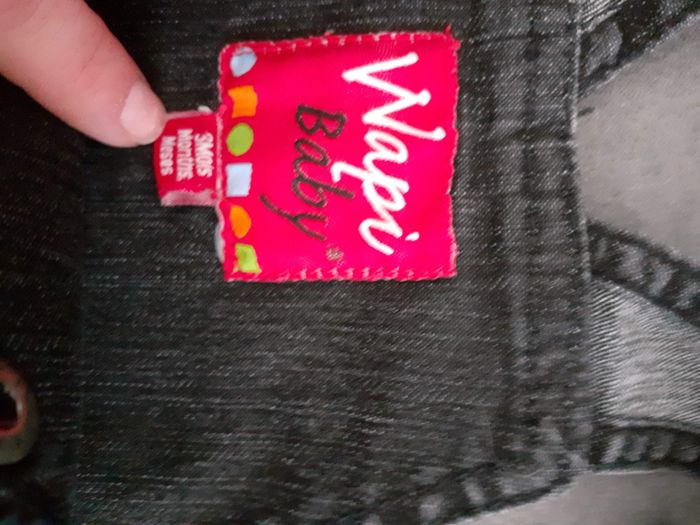 Wapi
Baby
3Mois
Months
Meses